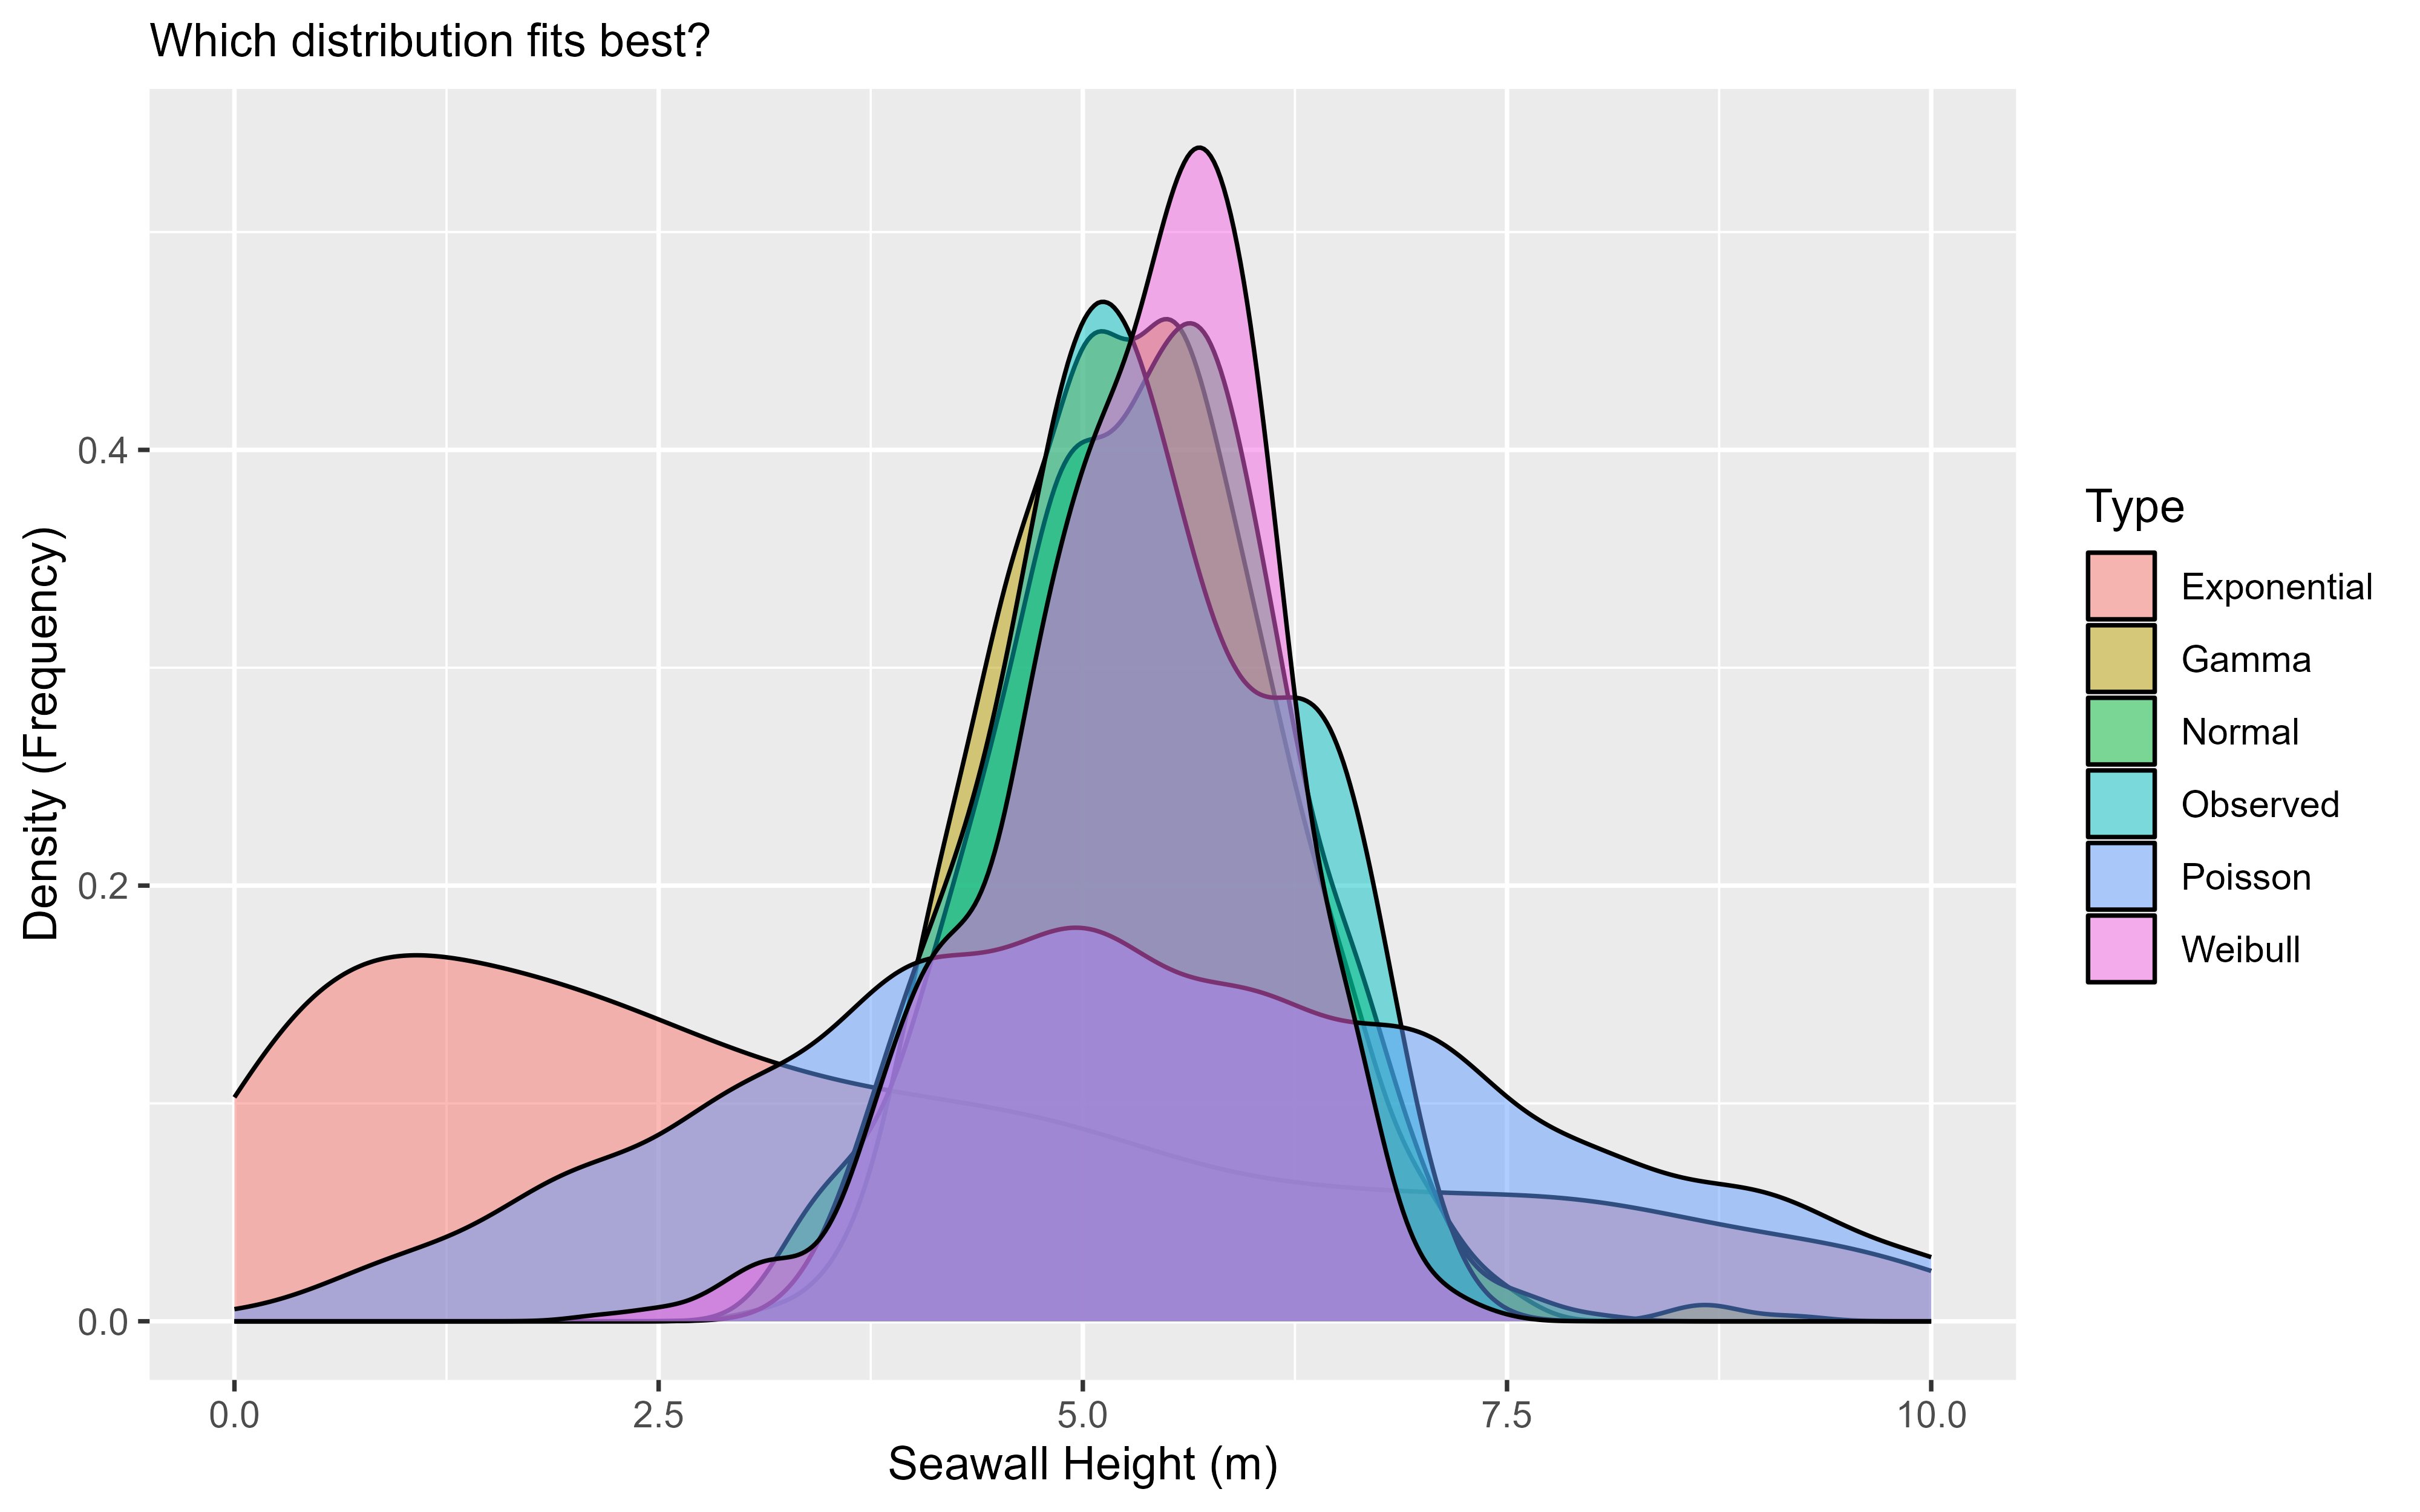 Which distribution fits best?
Density (Frequency)
0.4
0.2
0.0
0.0
2.5
5.0
7.5
10.0
Seawall Height (m)
Type
Exponential
Gamma
Normal
Observed
Poisson
Weibull